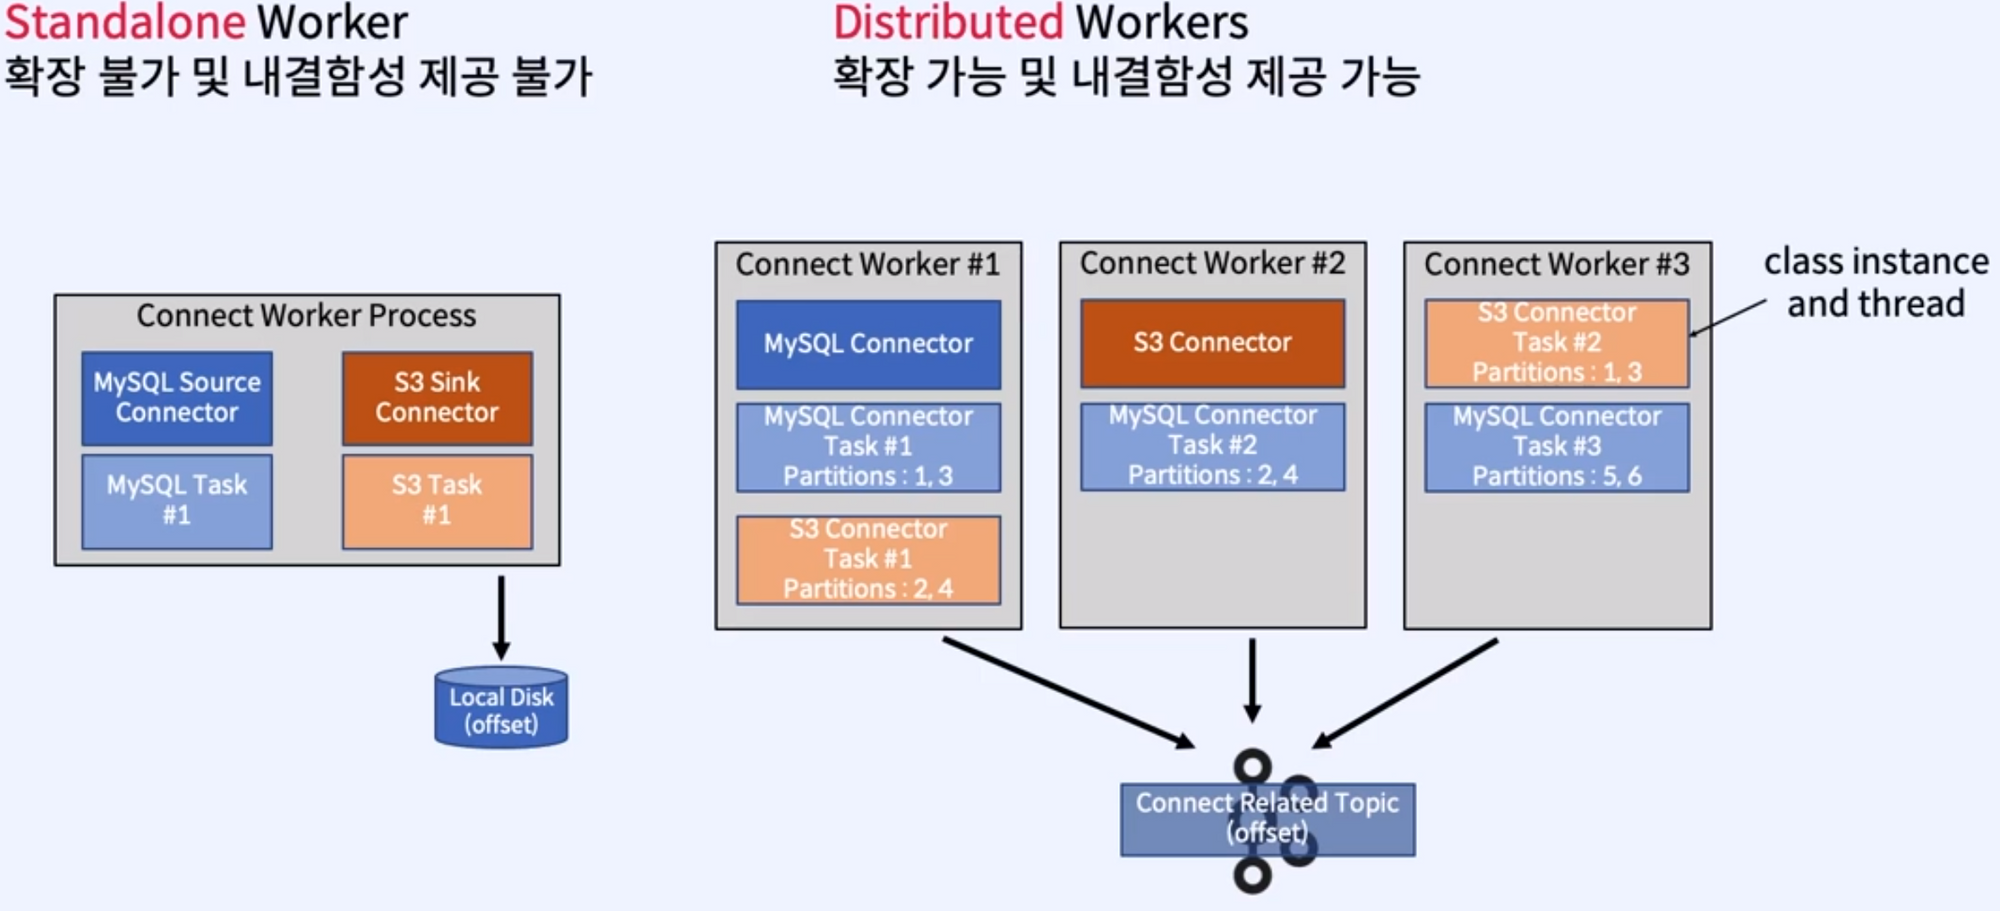 Standalone Worker
확장 불가 및 내결함성 제공 불가
Connect Worker Process
MySQL Source
Connector
S3 Sink
Connector
MySQL Task
#1
S3 Task
#1
Local Disk
(offset)
Distributed Workers
확장 가능 및 내결함성 제공 가능
Connect Worker #1
MySQL Connector
MySQL Connector
Task #1
Partitions : 1, 3
S3 Connector
Task #1
Partitions : 2, 4
Connect Worker #2
S3 Connector
MySQL Connector
Task #2
Partitions : 2, 4
Connect Worker #3
S3 Connector
Task #2
Partitions : 1, 3
MySQL Connector
Task #3
Partitions : 5, 6
class instance
and thread
Connect Related Topic
(offset)